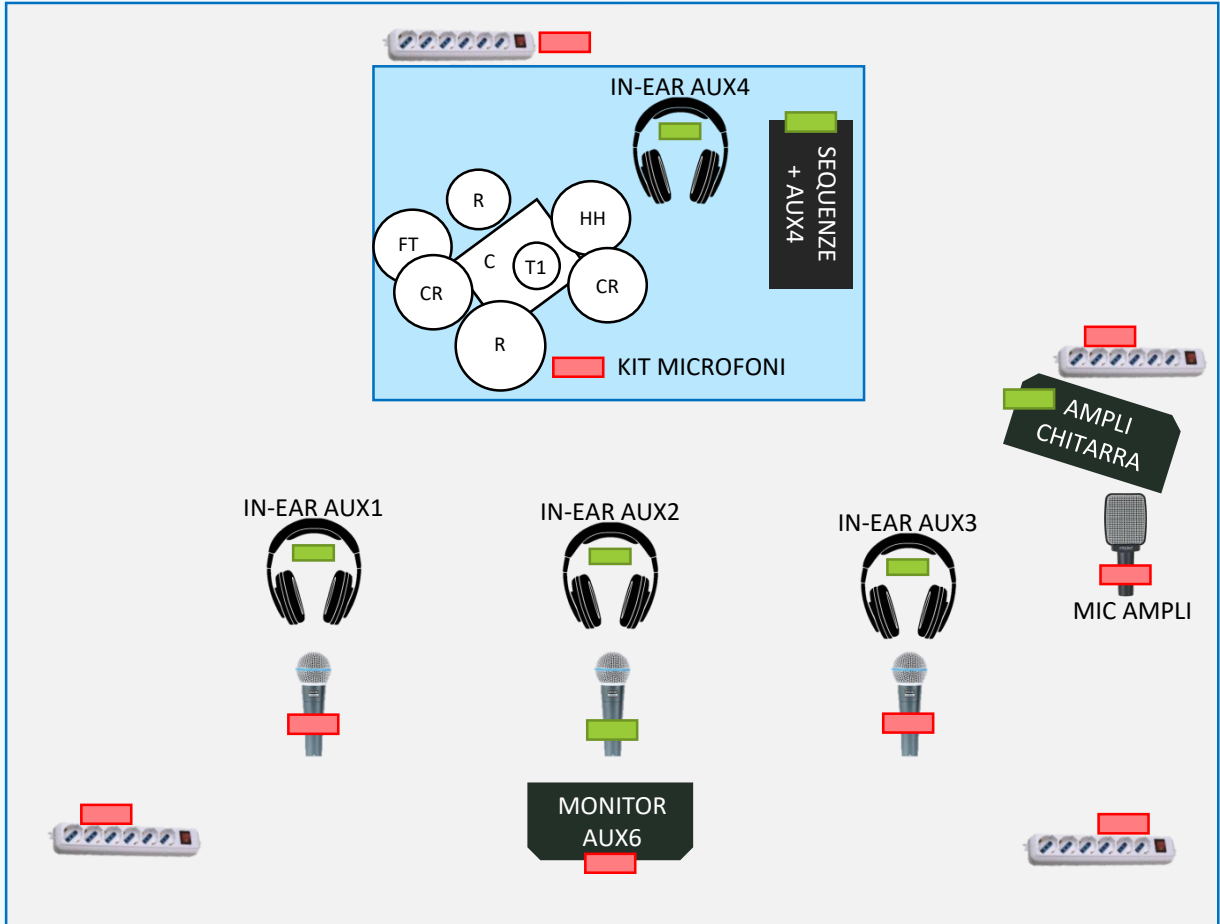 IN-EAR AUX4
SEQUENZE
+ AUX4
R
HH
FT
C
T1
CR
CR
R
KIT MICROFONI
AMPLI
CHITARRA
IN-EAR AUX1
IN-EAR AUX2
IN-EAR AUX3
MIC AMPLI
MONITOR
AUX6